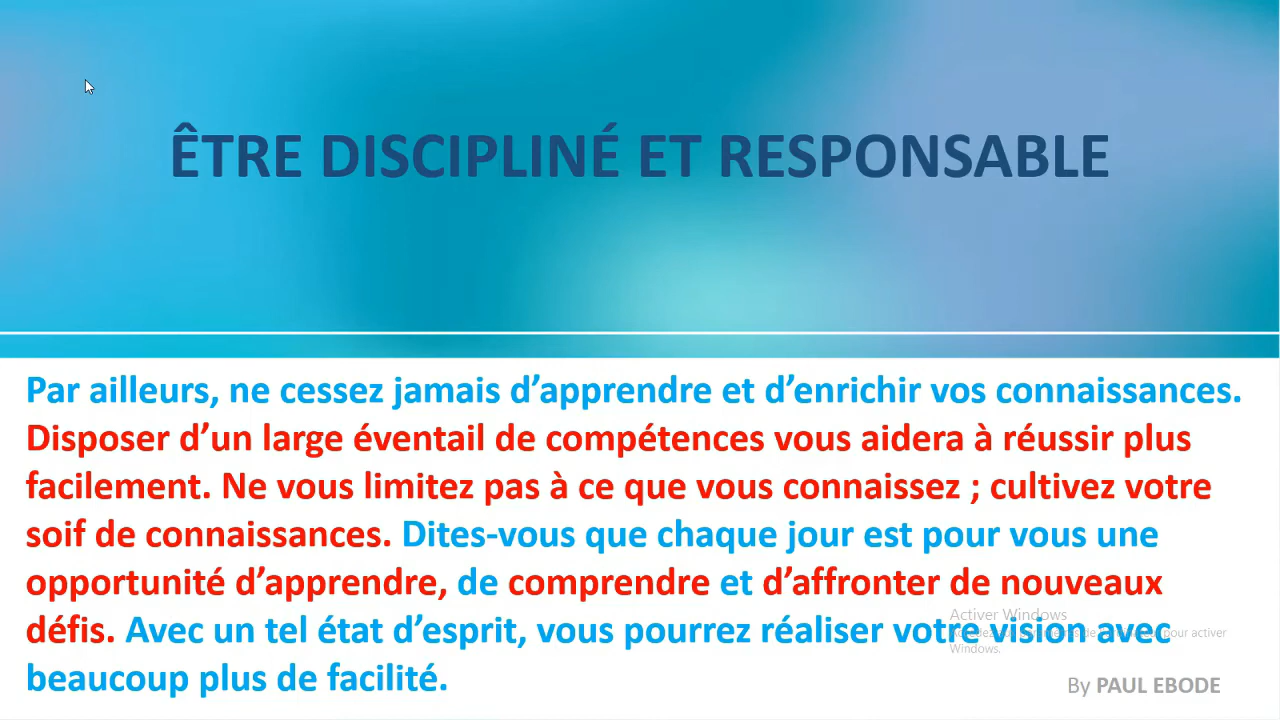 ÊTRE DISCIPLINÉ ET RESPONSABLE
Par ailleurs, ne cessez jamais d’apprendre et d’enrichir vos connaissances.
Disposer d’un large éventail de compétences vous aidera à réussir plus
facilement. Ne vous limitez pas à ce que vous connaissez ; cultivez votre
soif de connaissances. Dites-vous que chaque jour est pour vous une
opportunité d’apprendre, de comprendre et d’affronter de nouveaux
défis. Avec un tel état d’esprit, vous pourrez réaliser votre vision avec
beaucoup plus de facilité.
Activer Windows
pour activer
Windows.
By PAUL EBODE